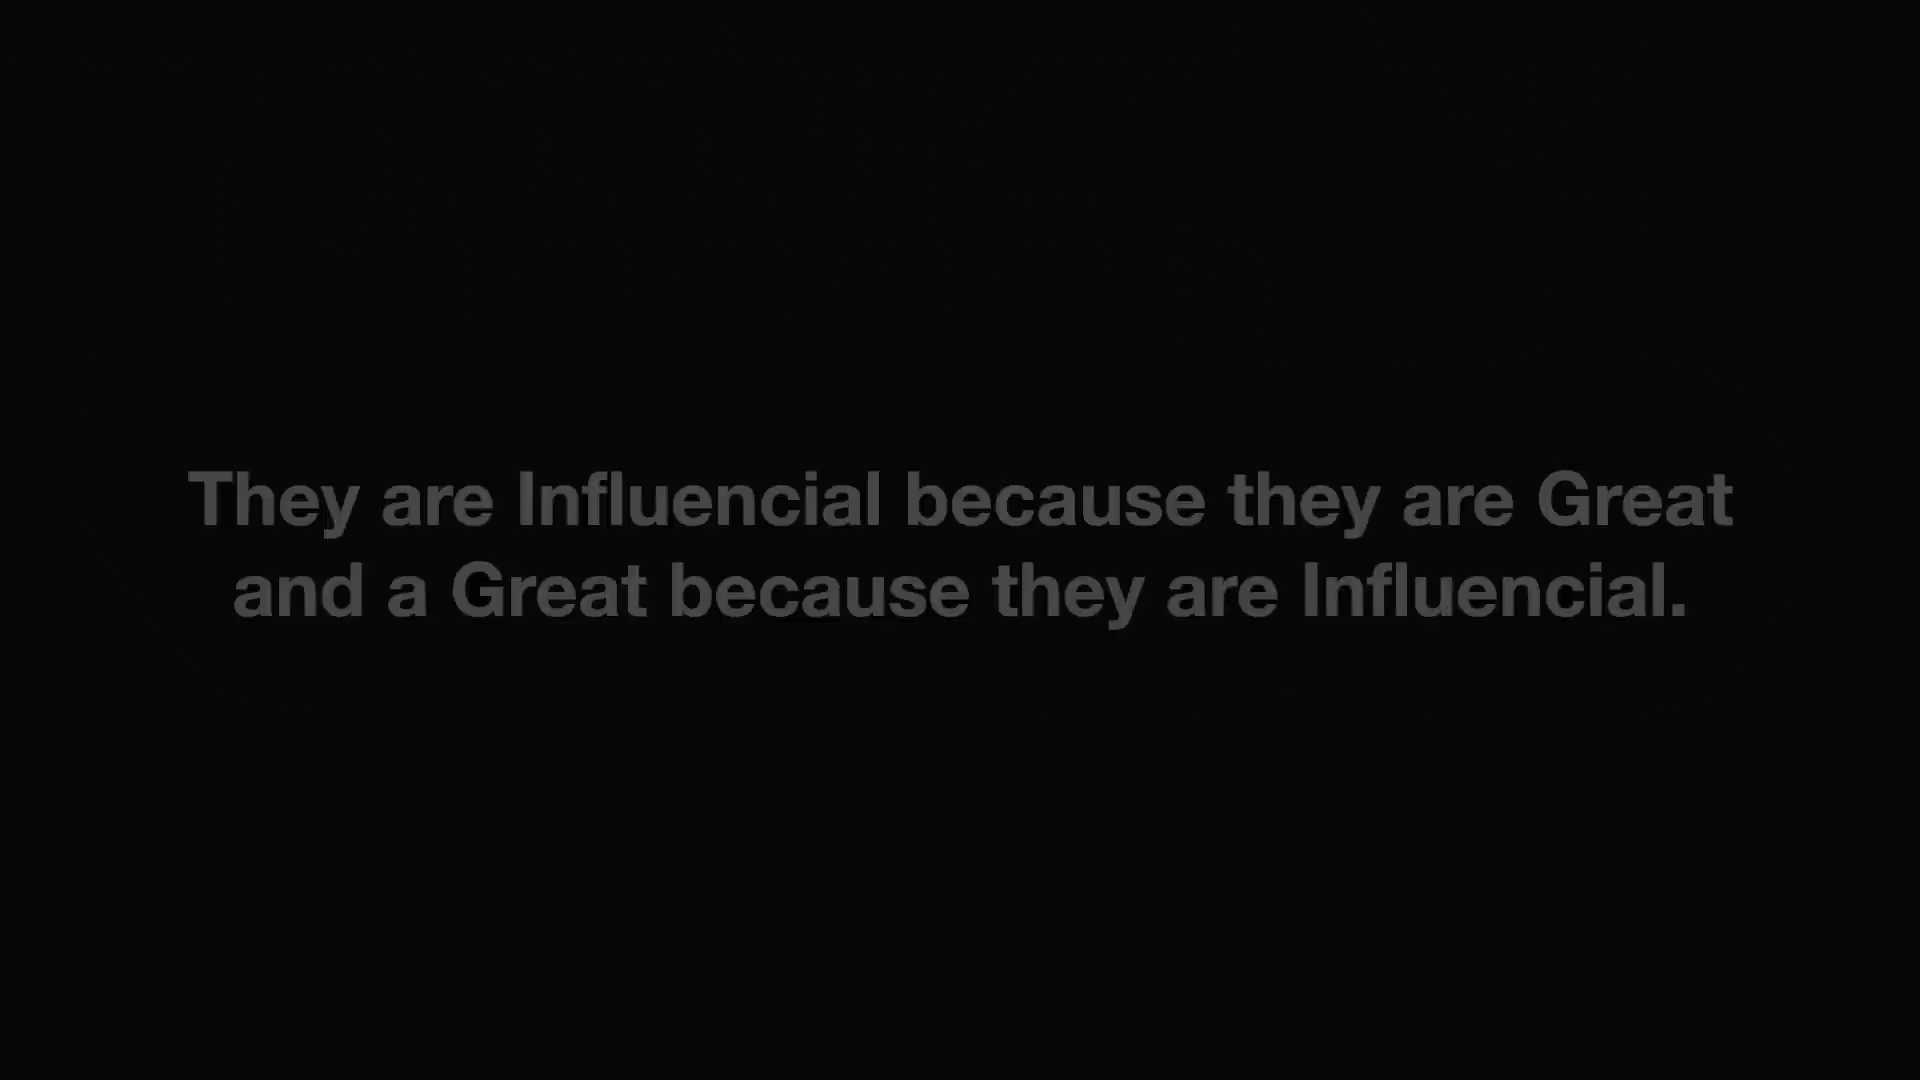 They are Influencial because they are Great
and a Great because they are Influencial.